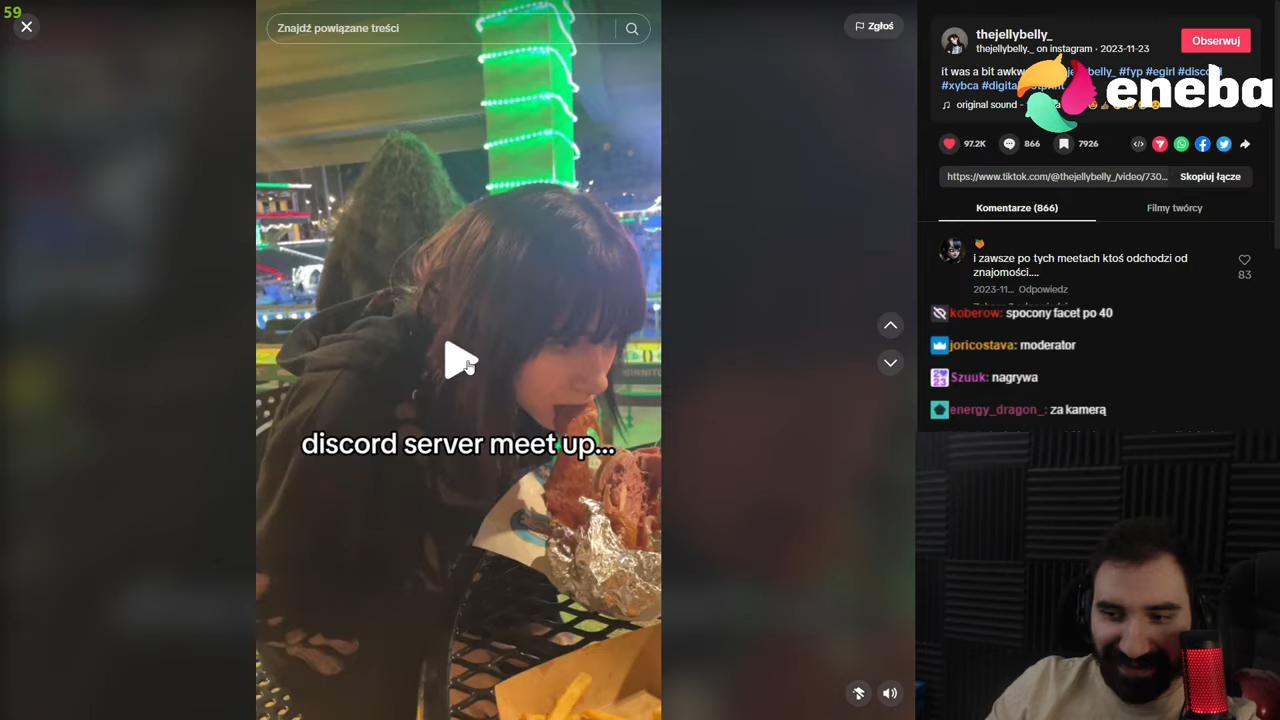 59
Znajdź powiązane treści
Zgłoś
discord server meet up...
thejellybelly_
thejellybelly._ on instagram · 2023-11-23
Obserwuj
it was a bit #fyp #egirl
#xybca
original sound -
eneba
97.2K
866
7926
https://www.tiktok.com/@thejellybelly_/video/730...
Skopiuj łącze
Komentarze (866)
Filmy twórcy
i zawsze po tych meetach ktoś odchodzi od
znajomości....
83
2023-11... Odpowiedz
koberow: spocony facet po 40
joricostava: moderator
Szuuk: nagrywa
energy_dragon_: za kamerą